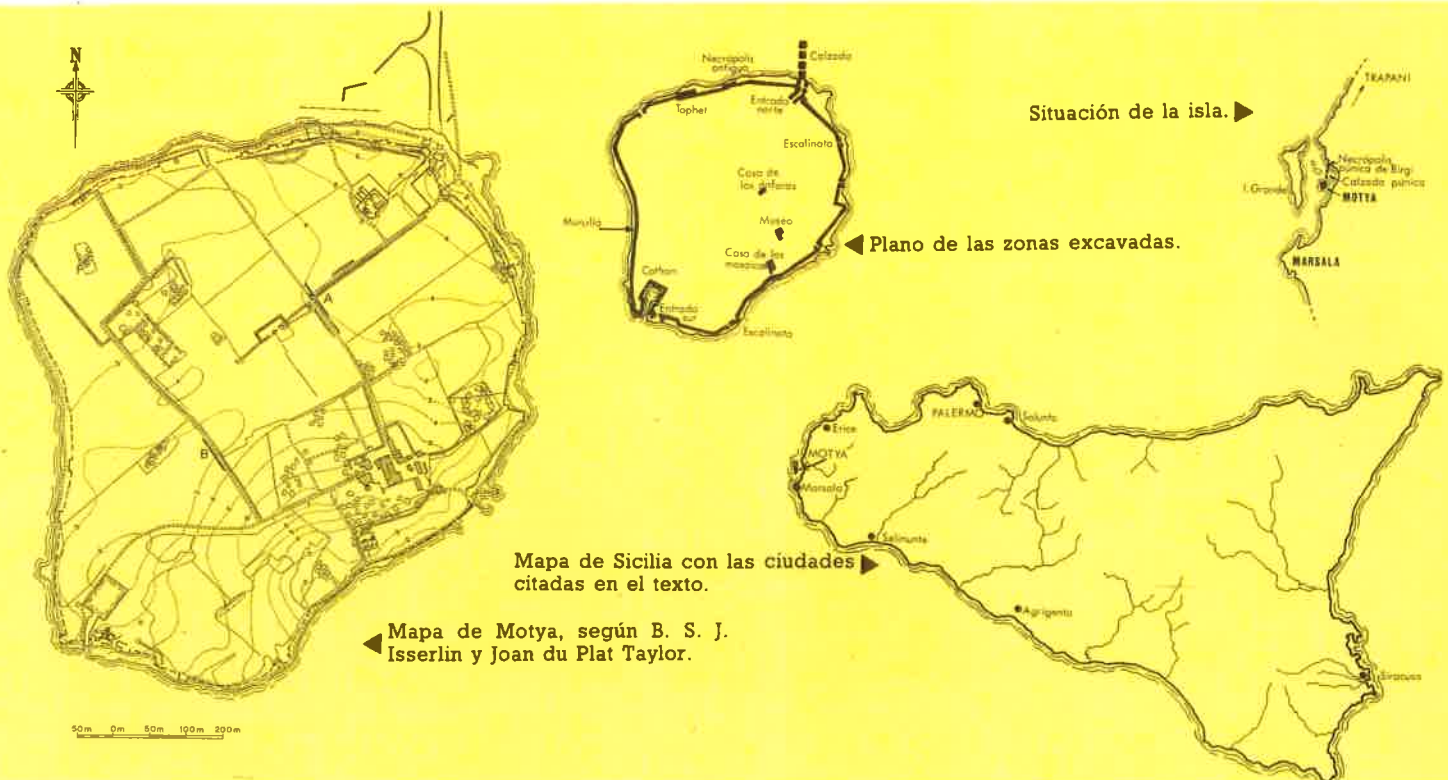 N
A
B
50m 0m 50m 100m 200m
Necrópolis
antigua
Calzada
Tophet
Entrada
norte
Escalinata
Casa de
las ánforas
Muralla
Museo
Casa de los
mosaicos
Cothon
Entrada
sur
Escalinata
Plano de las zonas excavadas.
Situación de la isla.
TRAPANI
Necrópolis
púnica de Birgi
I. Grande
Calzada púnica
MOTYA
MARSALA
Mapa de Sicilia con las ciudades
citadas en el texto.
Mapa de Motya, según B. S. J.
Isserlin y Joan du Plat Taylor.
PALERMO
Solunto
Erice
MOTYA
Marsala
Selinunte
Agrigento
Siracusa